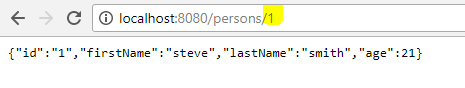 localhost:8080/persons/1
{"id":"1","firstName":"steve","lastName":"smith","age":21}